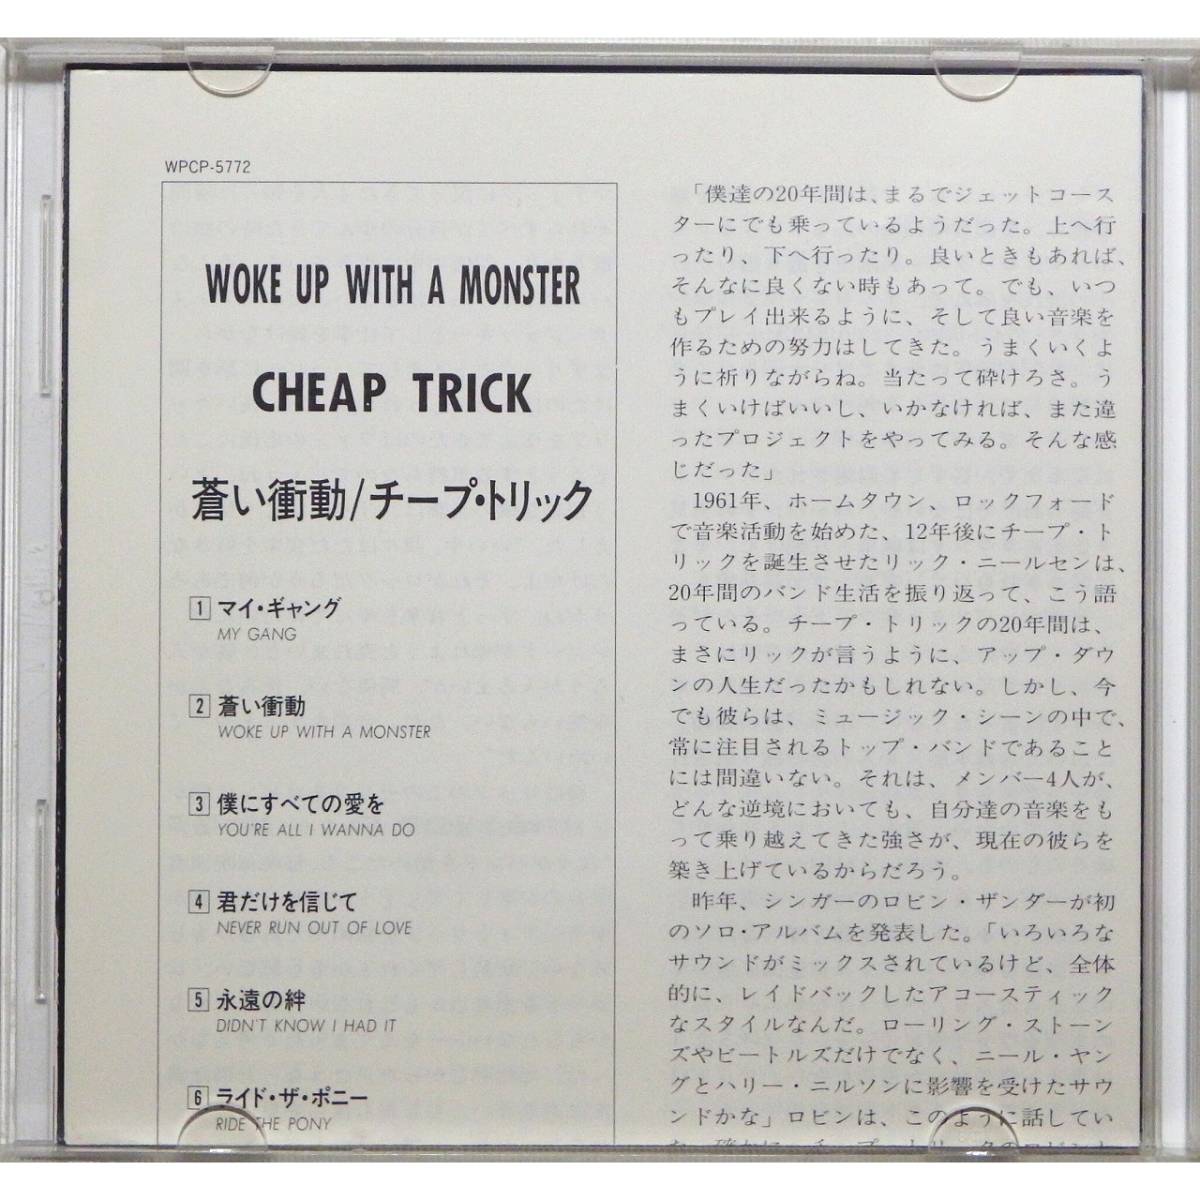 WPCP-5772
WOKE UP WITH A MONSTER
CHEAP TRICK
蒼い衝動/チープ・トリック
1 マイ・ギャング
MY GANG
2 蒼い衝動
WOKE UP WITH A MONSTER
3 僕にすべての愛を
YOU'RE ALL I WANNA DO
4 君だけを信じて
NEVER RUN OUT OF LOVE
5 永遠の絆
DIDN'T KNOW I HAD IT
6 ライド・ザ・ポニー
RIDE THE PONY
「僕達の20年間は、まるでジェットコース
ターにでも乗っているようだった。上へ行
ったり、下へ行ったり。良いときもあれば、
そんなに良くない時もあって。でも、いつ
もプレイ出来るように、そして良い音楽を
作るための努力はしてきた。うまくいくよ
うに祈りながらね。当たって砕けろさ。う
まくいけばいいし、いかなければ、また違
ったプロジェクトをやってみる。そんな感
じだった」
1961年、ホームタウン、ロックフォード
で音楽活動を始めた、12年後にチープ・ト
リックを誕生させたリック・ニールセンは、
20年間のバンド生活を振り返って、こう語
っている。チープ・トリックの20年間は、
まさにリックが言うように、アップ・ダウ
ンの人生だったかもしれない。しかし、今
でも彼らは、ミュージック・シーンの中で、
常に注目されるトップ・バンドであること
には間違いない。それは、メンバー4人が、
どんな逆境においても、自分達の音楽をも
って乗り越えてきた強さが、現在の彼らを
築き上げているからだろう。
昨年、シンガーのロビン・ザンダーが初
のソロ・アルバムを発表した。「いろいろな
サウンドがミックスされているけど、全体
的に、レイドバックしたアコースティック
なスタイルなんだ。ローリング・ストーン
ズやビートルズだけでなく、ニール・ヤン
グとハリー・ニルソンに影響を受けたサウ
ンドかな」ロビンは、このように話してい